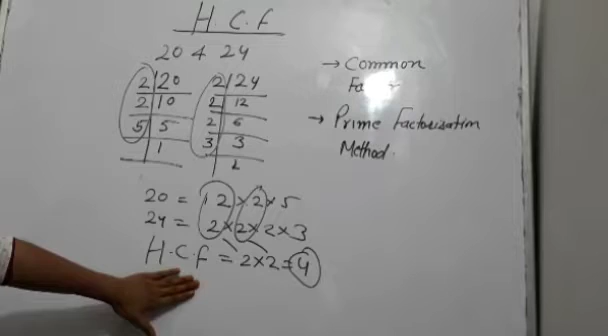 H.C.F
20 4 24
2 | 20
2 | 10
5 | 5
1
2 | 24
2 | 12
2 | 6
3 | 3
1
→ Common
→ Prime Factorisation
Method.
20 = 2 × 2 × 5
24 = 2 × 2 × 2 × 3
H.C.F = 2 × 2 = 4